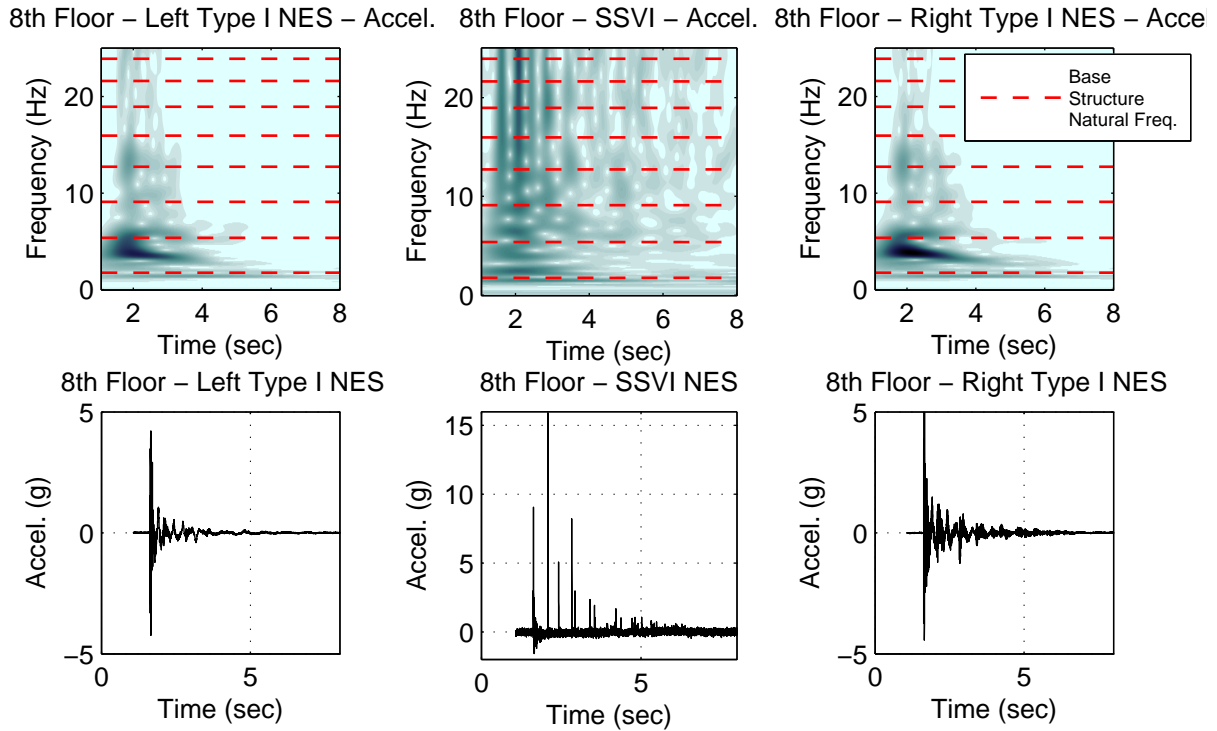 8th Floor – Left Type I NES – Accel.
8th Floor – SSVI – Accel.
8th Floor – Right Type I NES – Accel
Frequency (Hz)
20
10
0
2 4 6 8
Time (sec)
Frequency (Hz)
20
10
0
2 4 6 8
Time (sec)
Frequency (Hz)
20
10
0
2 4 6 8
Time (sec)
Base
Structure
Natural Freq.
8th Floor – Left Type I NES
Accel. (g)
5
0
–5
0 5
Time (sec)
8th Floor – SSVI NES
Accel. (g)
15
10
5
0
0 5
Time (sec)
8th Floor – Right Type I NES
Accel. (g)
5
0
–5
0 5
Time (sec)